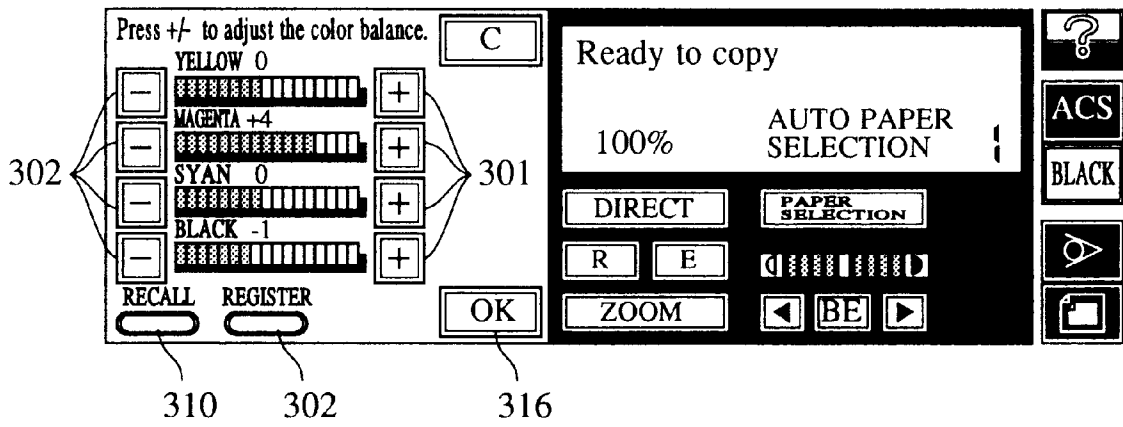 Press +/- to adjust the color balance.
C
YELLOW 0
- +
MAGENTA +4
- +
SYAN 0
- +
BLACK -1
- +
RECALL REGISTER
OK
302
301
310 302 316
Ready to copy
100%
AUTO PAPER
SELECTION
1
DIRECT
PAPER
SELECTION
R E
ZOOM
BE
?
ACS
BLACK